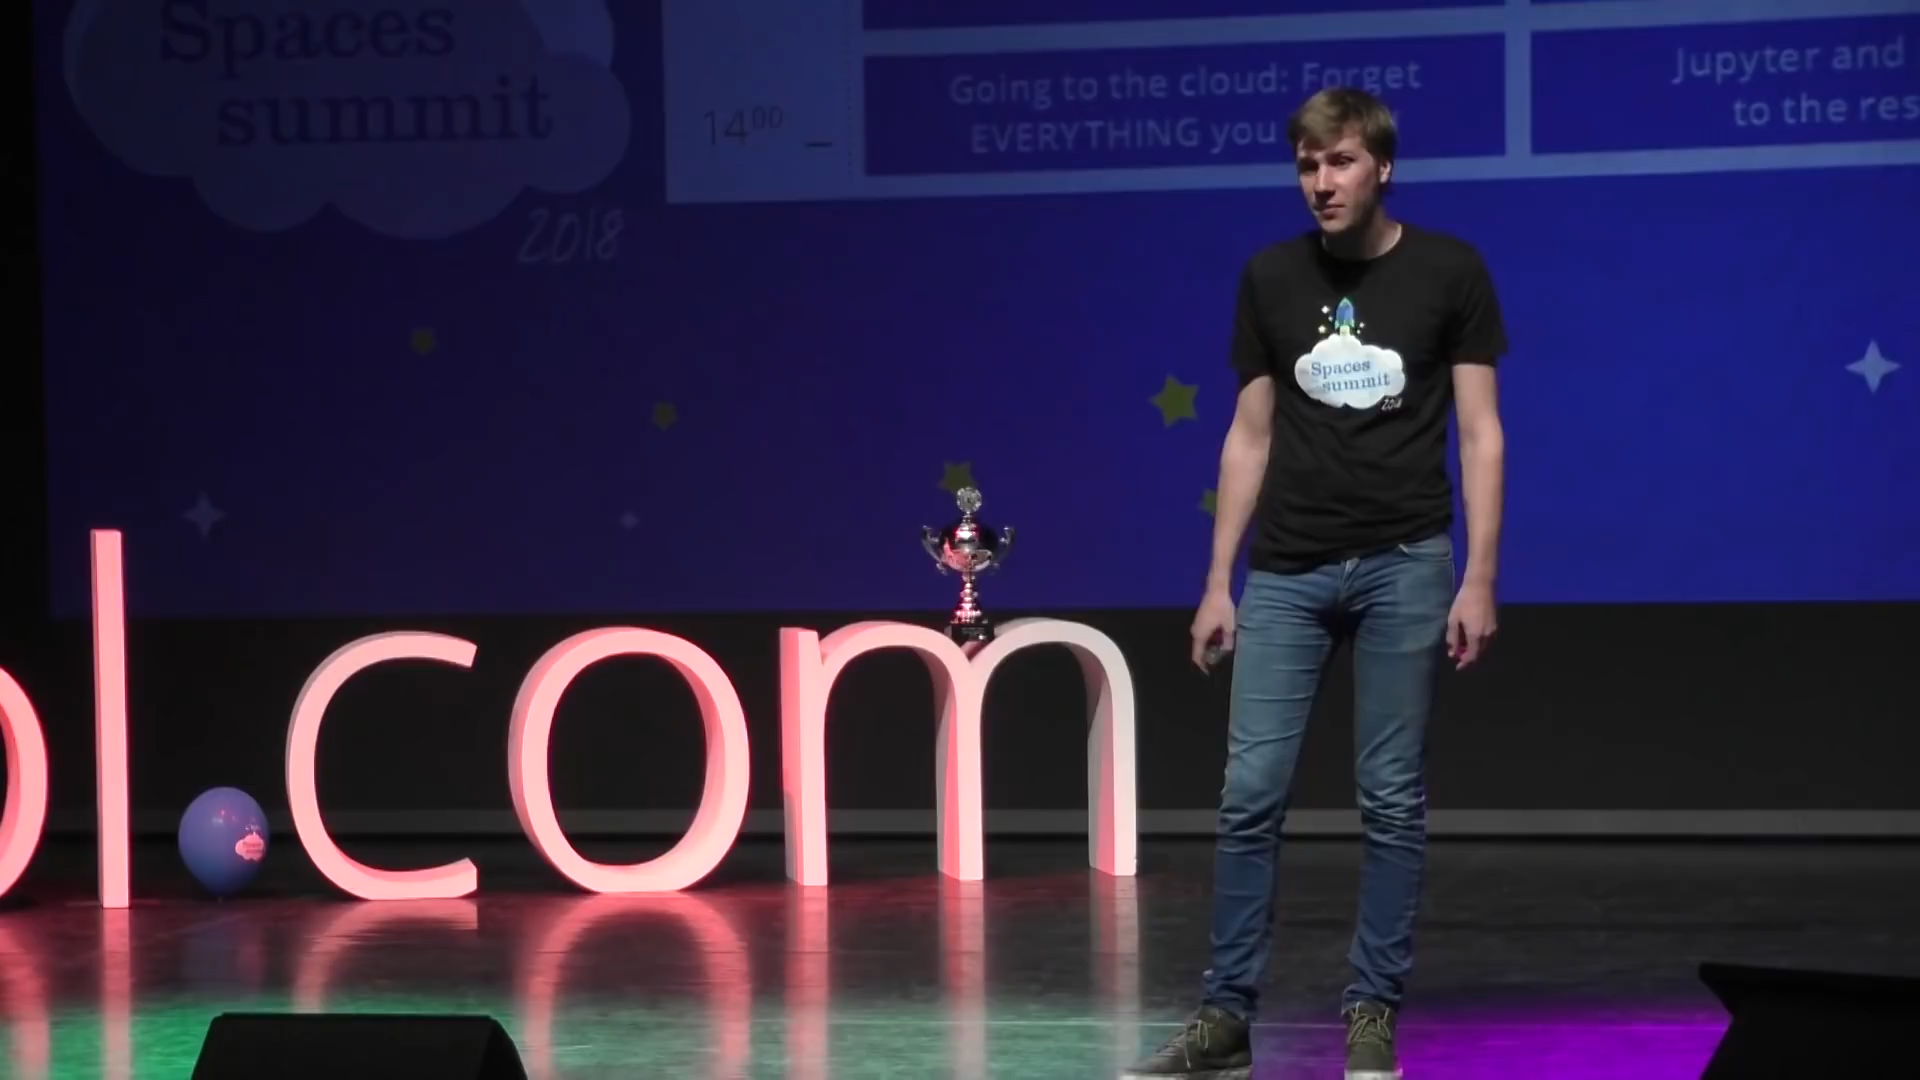 Spaces
summit
2018
14⁰⁰ –
Going to the cloud: Forget
EVERYTHING you
Jupyter and
to the res
Spaces
summit
2018
ol.com